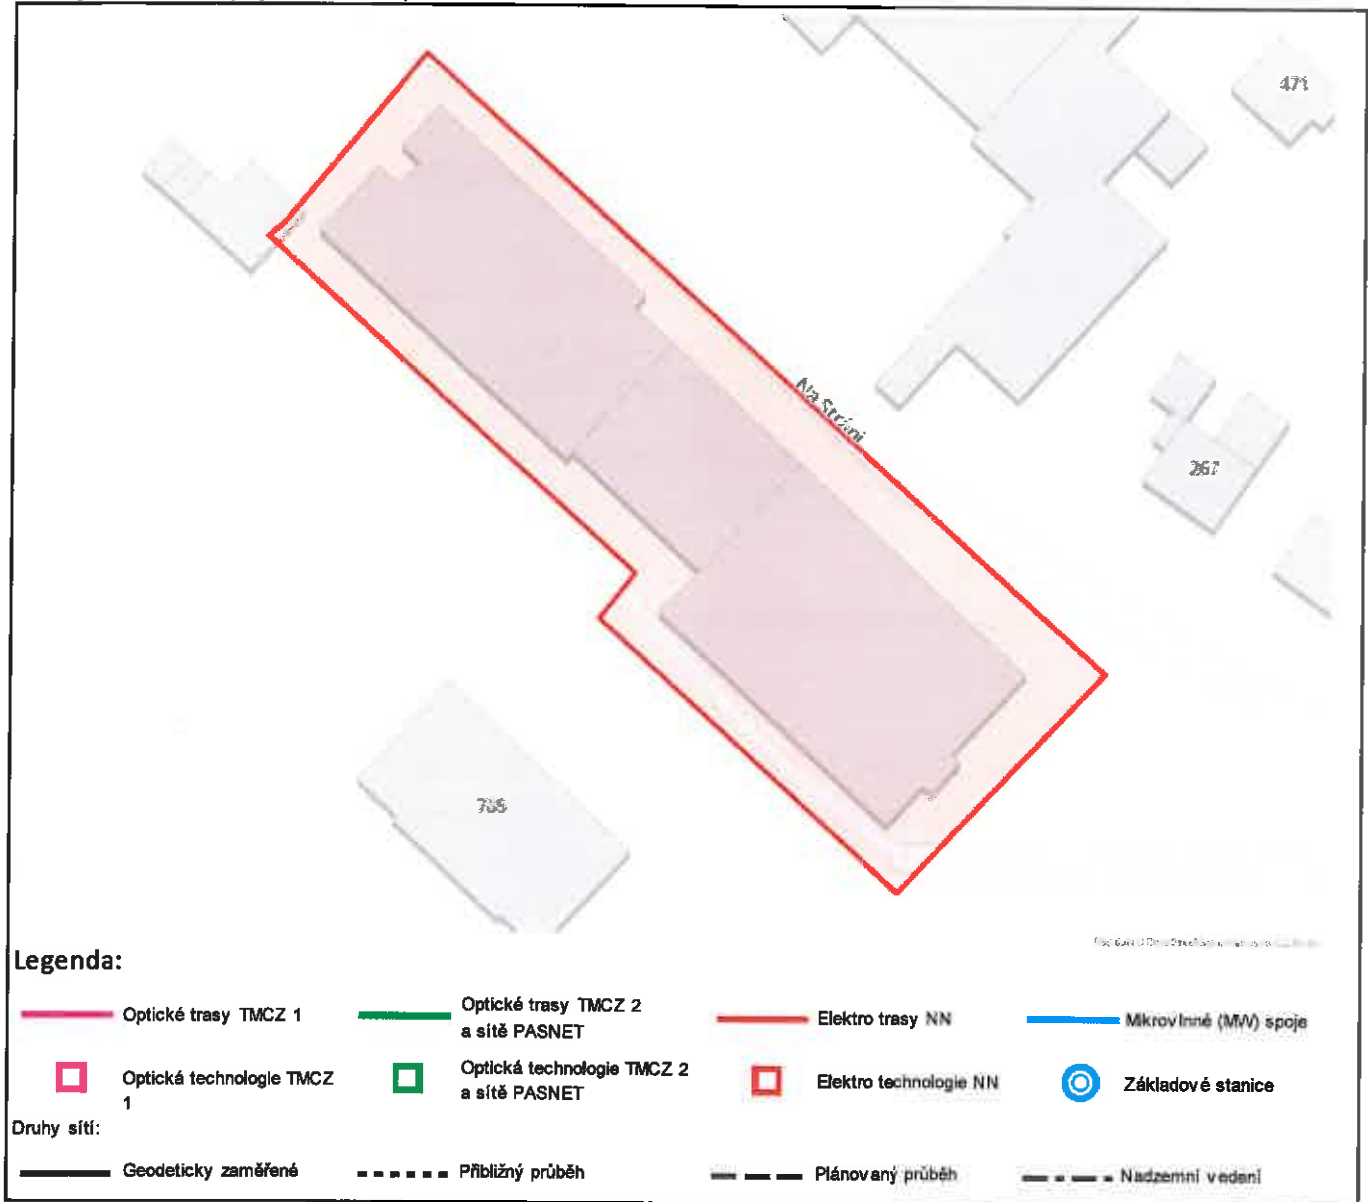 471
Na Stráni
267
785
Legenda:
Optické trasy TMCZ 1
Optické trasy TMCZ 2
a sítě PASNET
Elektro trasy NN
Mikrovlnné (MW) spoje
Optická technologie TMCZ
1
Optická technologie TMCZ 2
a sítě PASNET
Elektro technologie NN
Základové stanice
Druhy sítí:
Geodeticky zaměřené
Přibližný průběh
Plánovaný průběh
Nadzemní vedení